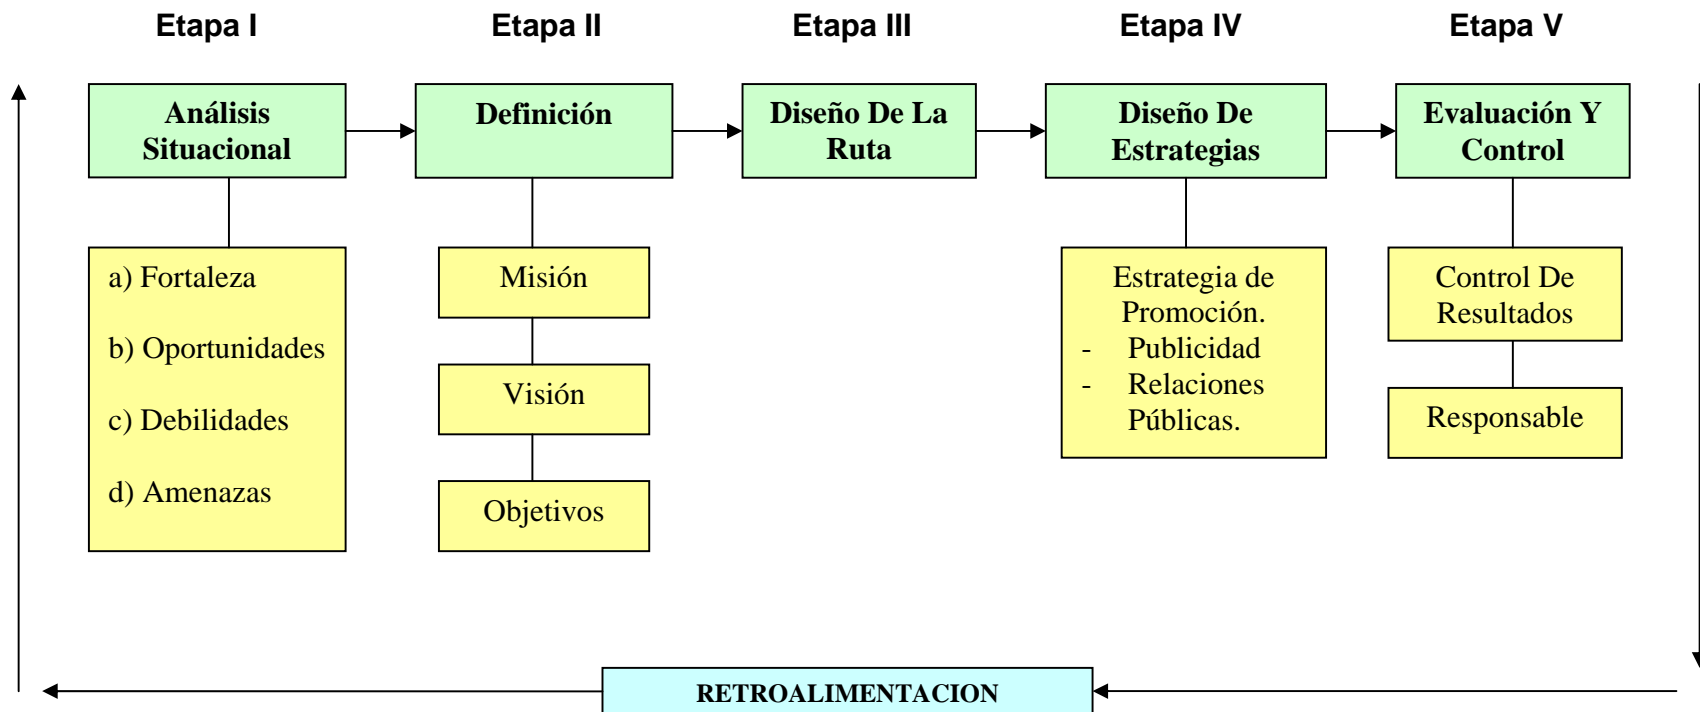 Etapa I
Etapa II
Etapa III
Etapa IV
Etapa V
Análisis
Situacional
Definición
Diseño De La
Ruta
Diseño De
Estrategias
Evaluación Y
Control
a) Fortaleza
b) Oportunidades
c) Debilidades
d) Amenazas
Misión
Visión
Objetivos
Estrategia de
Promoción.
- Publicidad
- Relaciones
Públicas.
Control De
Resultados
Responsable
RETROALIMENTACION